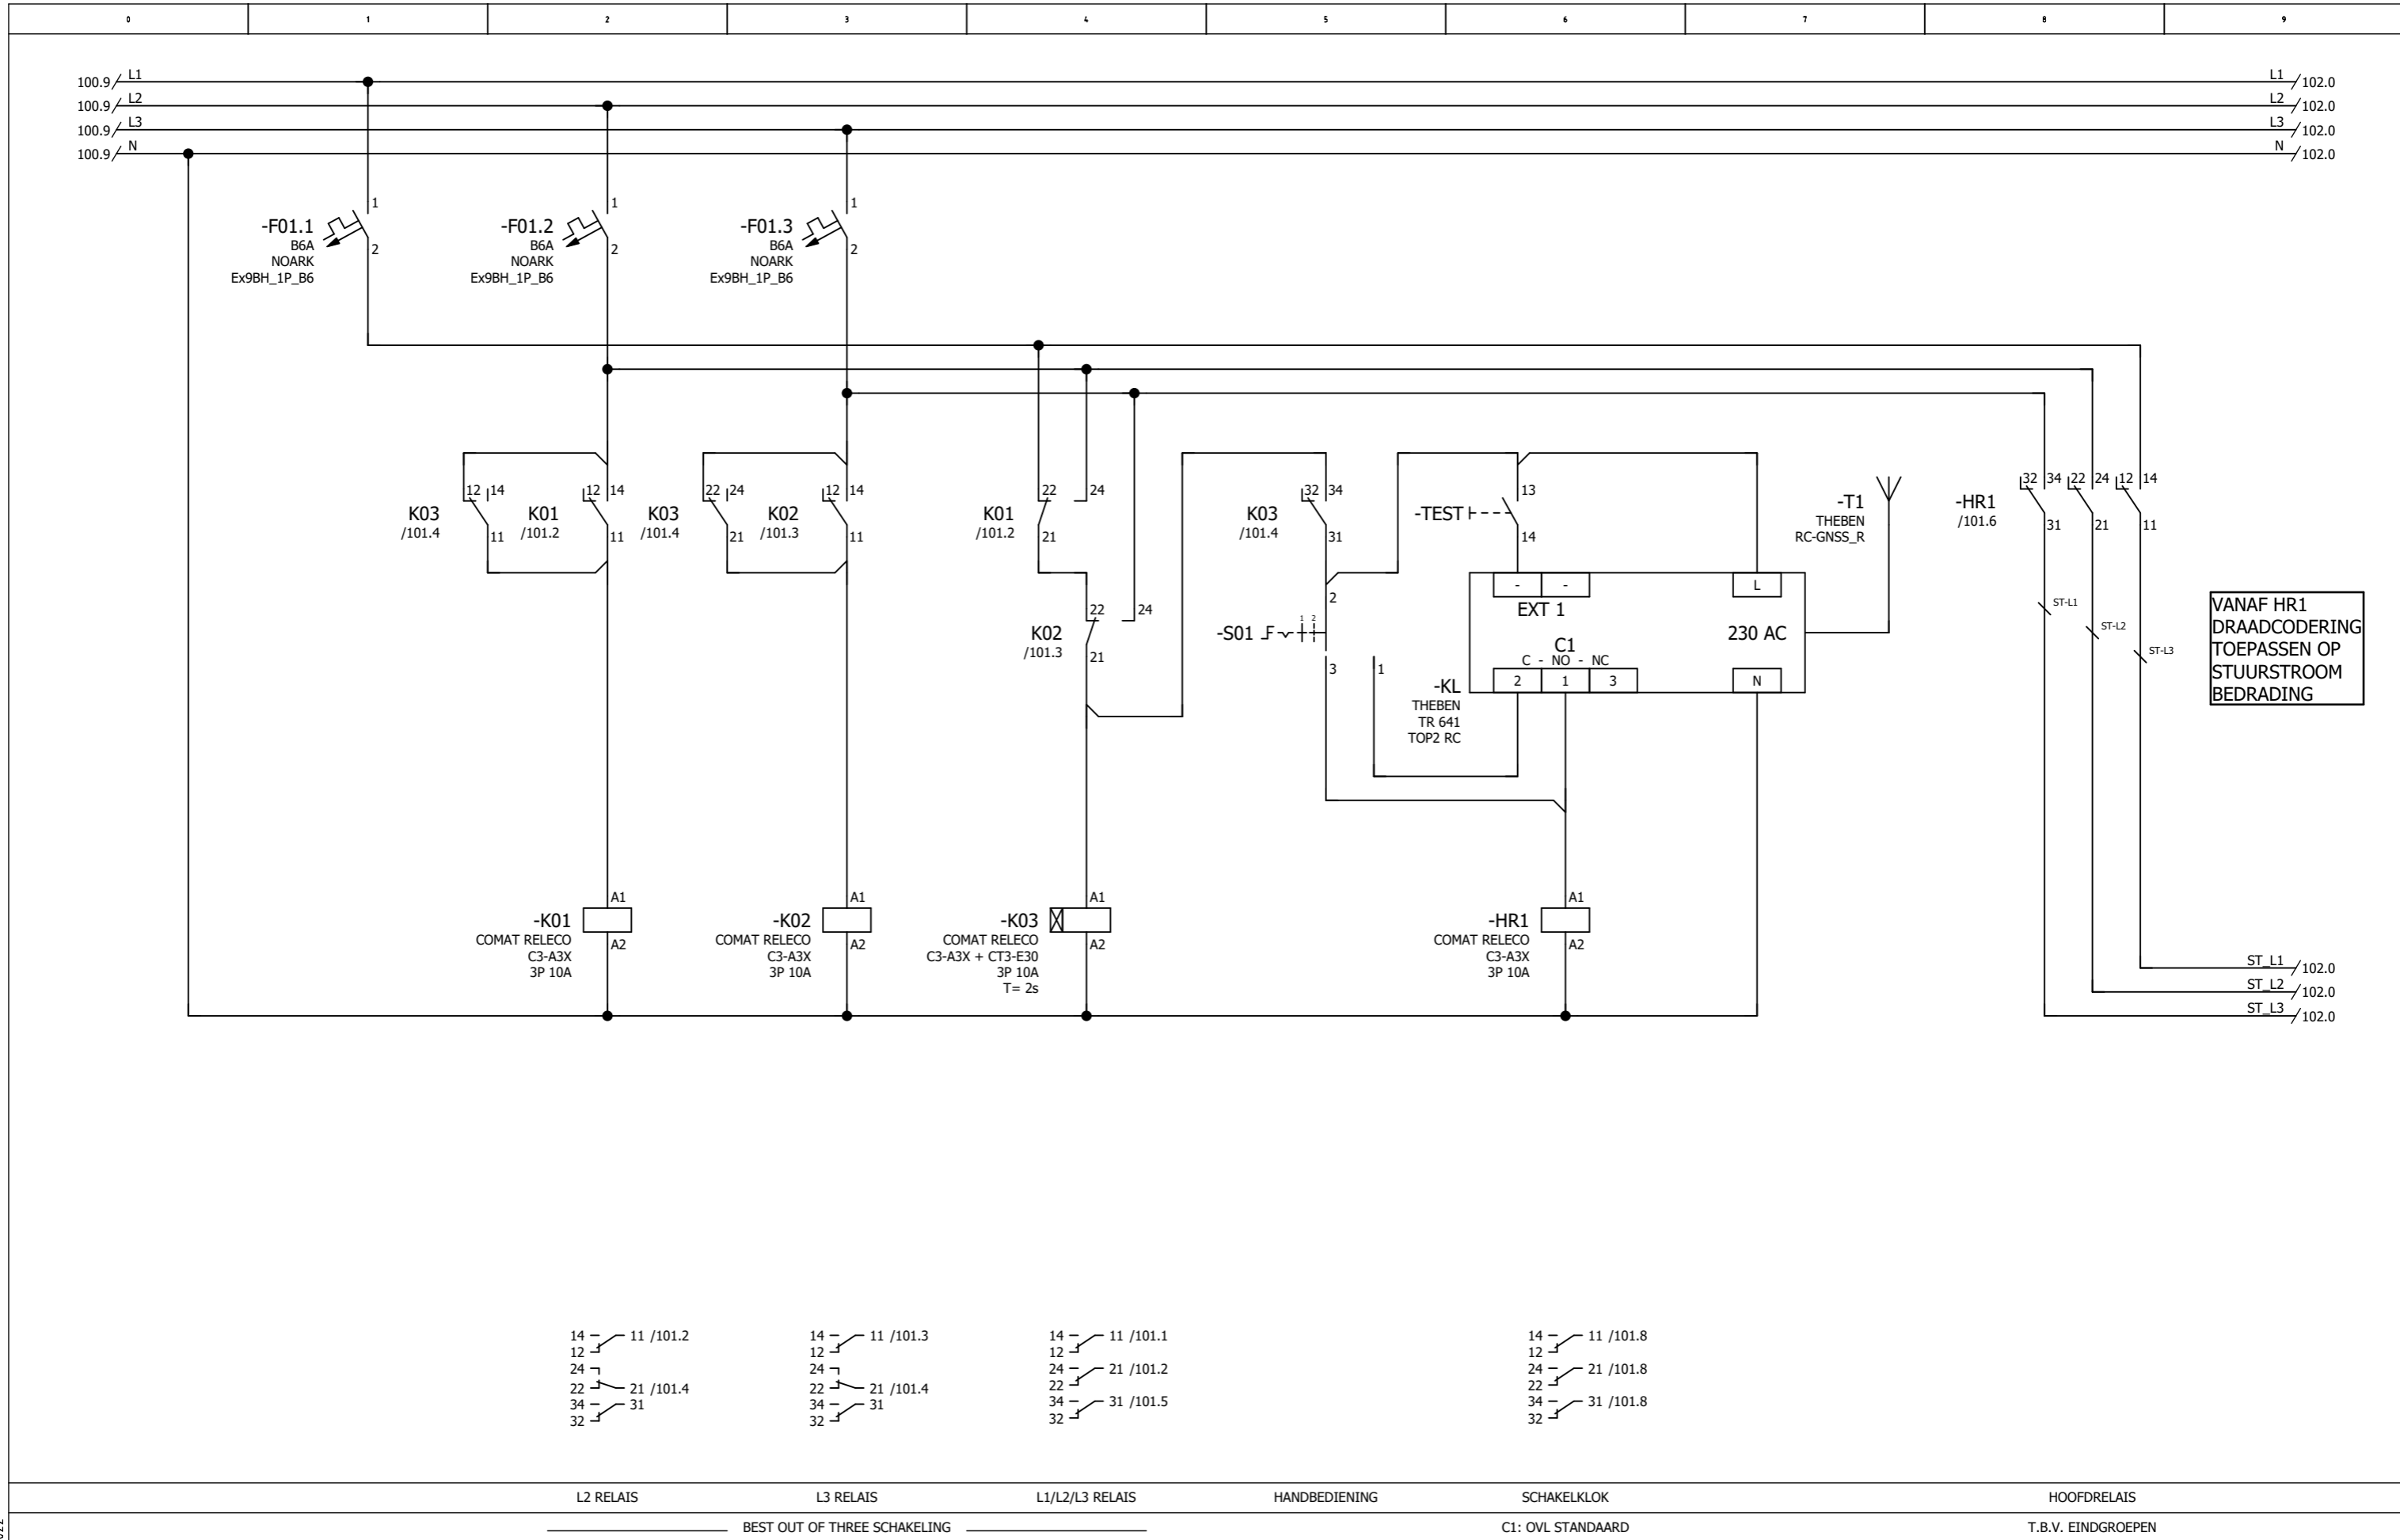 0 1 2 3 4 5 6 7 8 9
100.9 L1 L1 102.0
100.9 L2 L2 102.0
100.9 L3 L3 102.0
100.9 N N 102.0
-F01.1 1 2
B6A
NOARK
Ex9BH_1P_B6
-F01.2 1 2
B6A
NOARK
Ex9BH_1P_B6
-F01.3 1 2
B6A
NOARK
Ex9BH_1P_B6
12 14
K03
/101.4
11
12 14
K01
/101.2
11
22 24
K03
/101.4
21
12 14
K02
/101.3
11
22 24
K01
/101.2
21
22 24
K02
/101.3
21
32 34
K03
/101.4
31
2
-S01 1 2
3 1
13
-TEST
14
- - L
EXT 1
230 AC
C1
C - NO - NC
2 1 3 N
-KL
THEBEN
TR 641
TOP2 RC
-T1
THEBEN
RC-GNSS_R
32 34 22 24 12 14
-HR1
/101.6
31 21 11
ST-L1
ST-L2
ST-L3
VANAF HR1
DRAADCODERING
TOEPASSEN OP
STUURSTROOM
BEDRADING
A1
-K01
A2
COMAT RELECO
C3-A3X
3P 10A
A1
-K02
A2
COMAT RELECO
C3-A3X
3P 10A
A1
-K03
A2
COMAT RELECO
C3-A3X + CT3-E30
3P 10A
T= 2s
A1
-HR1
A2
COMAT RELECO
C3-A3X
3P 10A
ST_L1 102.0
ST_L2 102.0
ST_L3 102.0
14 11 /101.2
12
24
22 21 /101.4
34 31
32
14 11 /101.3
12
24
22 21 /101.4
34 31
32
14 11 /101.1
12
24 21 /101.2
22
34 31 /101.5
32
14 11 /101.8
12
24 21 /101.8
22
34 31 /101.8
32
L2 RELAIS L3 RELAIS L1/L2/L3 RELAIS HANDBEDIENING SCHAKELKLOK HOOFDRELAIS
BEST OUT OF THREE SCHAKELING C1: OVL STANDAARD T.B.V. EINDGROEPEN